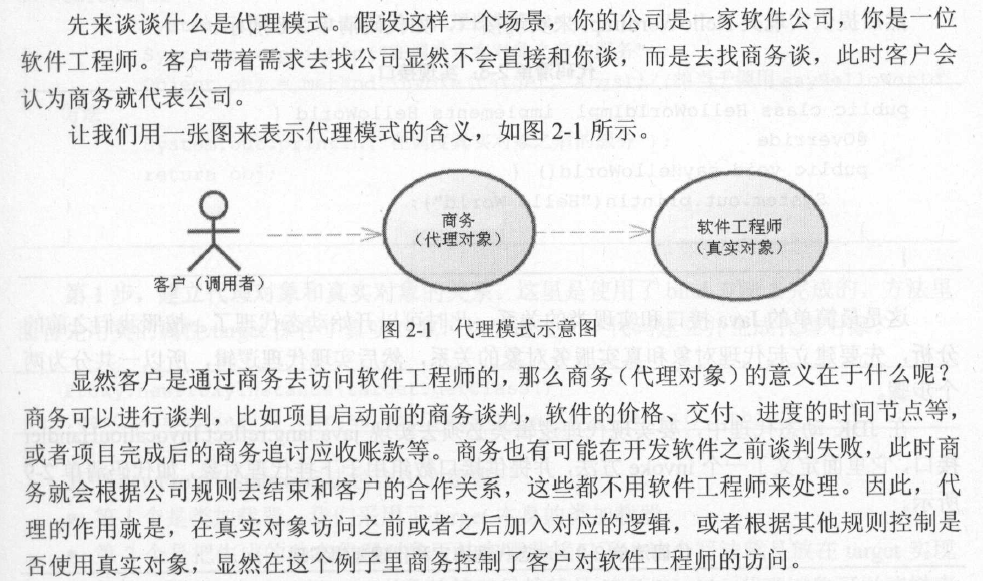 先来谈谈什么是代理模式。假设这样一个场景，你的公司是一家软件公司，你是一位
软件工程师。客户带着需求去找公司显然不会直接和你谈，而是去找商务谈，此时客户会
认为商务就代表公司。
让我们用一张图来表示代理模式的含义，如图 2-1 所示。
商务
（代理对象）
软件工程师
（真实对象）
客户（调用者）
图 2-1 代理模式示意图
显然客户是通过商务去访问软件工程师的，那么商务（代理对象）的意义在于什么呢？
商务可以进行谈判，比如项目启动前的商务谈判，软件的价格、交付、进度的时间节点等，
或者项目完成后的商务追讨应收账款等。商务也有可能在开发软件之前谈判失败，此时商
务就会根据公司规则去结束和客户的合作关系，这些都不用软件工程师来处理。因此，代
理的作用就是，在真实对象访问之前或者之后加入对应的逻辑，或者根据其他规则控制是
否使用真实对象，显然在这个例子里商务控制了客户对软件工程师的访问。